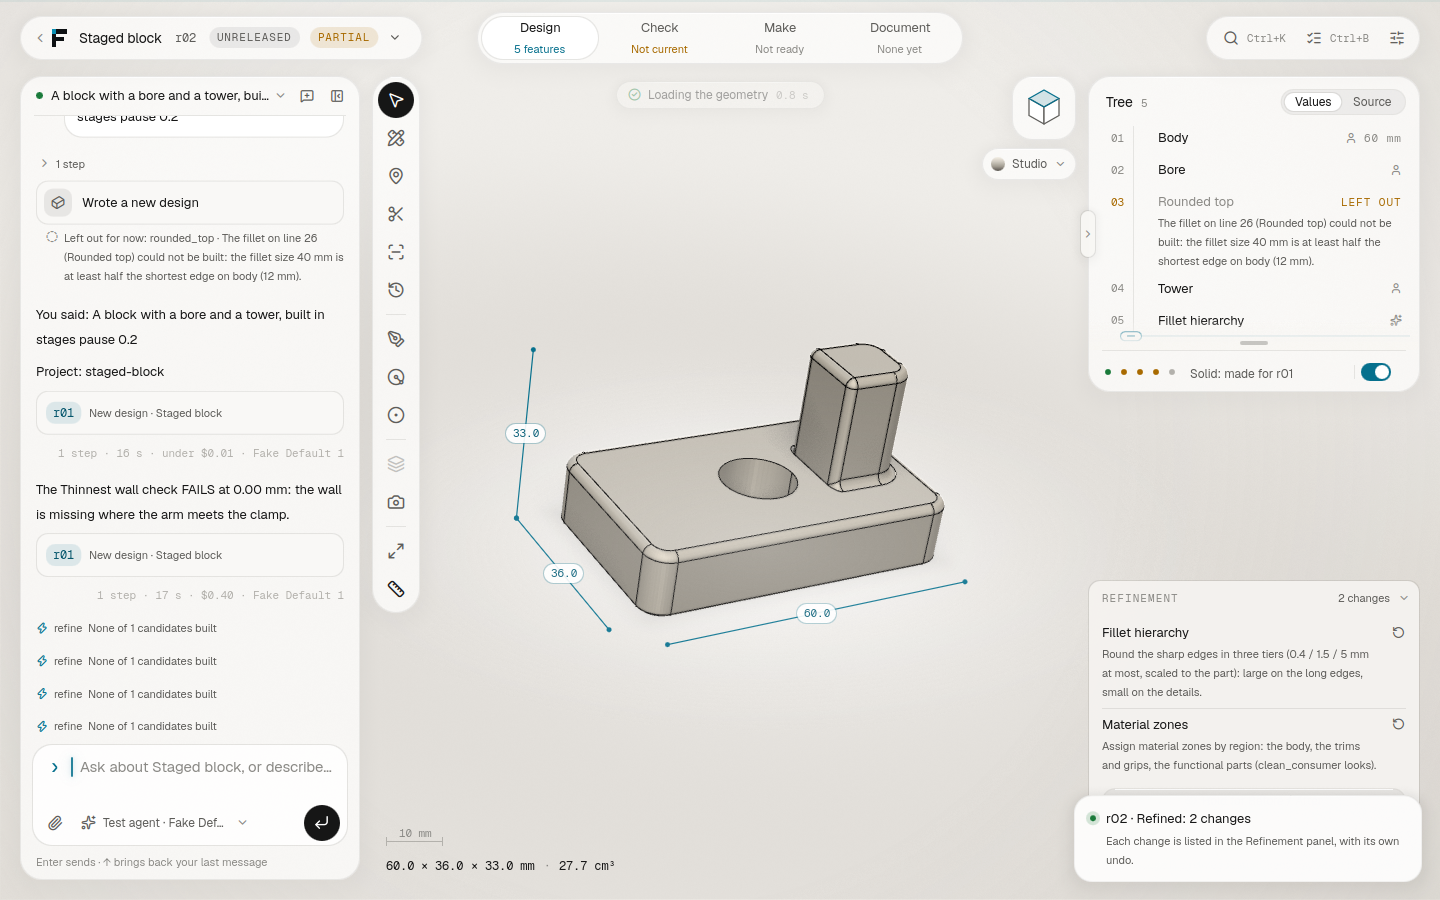 Staged block r02 UNRELEASED PARTIAL
Design
5 features
Check
Not current
Make
Not ready
Document
None yet
Ctrl+K Ctrl+B
A block with a bore and a tower, bui...
stages pause 0.2
1 step
Wrote a new design
Left out for now: rounded_top · The fillet on line 26
(Rounded top) could not be built: the fillet size 40 mm is
at least half the shortest edge on body (12 mm).
You said: A block with a bore and a tower, built in
stages pause 0.2
Project: staged-block
r01 New design · Staged block
1 step · 16 s · under $0.01 · Fake Default 1
The Thinnest wall check FAILS at 0.00 mm: the wall
is missing where the arm meets the clamp.
r01 New design · Staged block
1 step · 17 s · $0.40 · Fake Default 1
refine None of 1 candidates built
refine None of 1 candidates built
refine None of 1 candidates built
refine None of 1 candidates built
Ask about Staged block, or describe...
Test agent · Fake Def...
Enter sends · ↑ brings back your last message
Loading the geometry 0.8 s
Studio
33.0
36.0
60.0
10 mm
60.0 × 36.0 × 33.0 mm · 27.7 cm³
Tree 5
Values Source
01 Body 60 mm
02 Bore
03 Rounded top LEFT OUT
The fillet on line 26 (Rounded top) could not be
built: the fillet size 40 mm is at least half the
shortest edge on body (12 mm).
04 Tower
05 Fillet hierarchy
Solid: made for r01
REFINEMENT 2 changes
Fillet hierarchy
Round the sharp edges in three tiers (0.4 / 1.5 / 5 mm
at most, scaled to the part): large on the long edges,
small on the details.
Material zones
Assign material zones by region: the body, the trims
and grips, the functional parts (clean_consumer looks).
r02 · Refined: 2 changes
Each change is listed in the Refinement panel, with its own
undo.